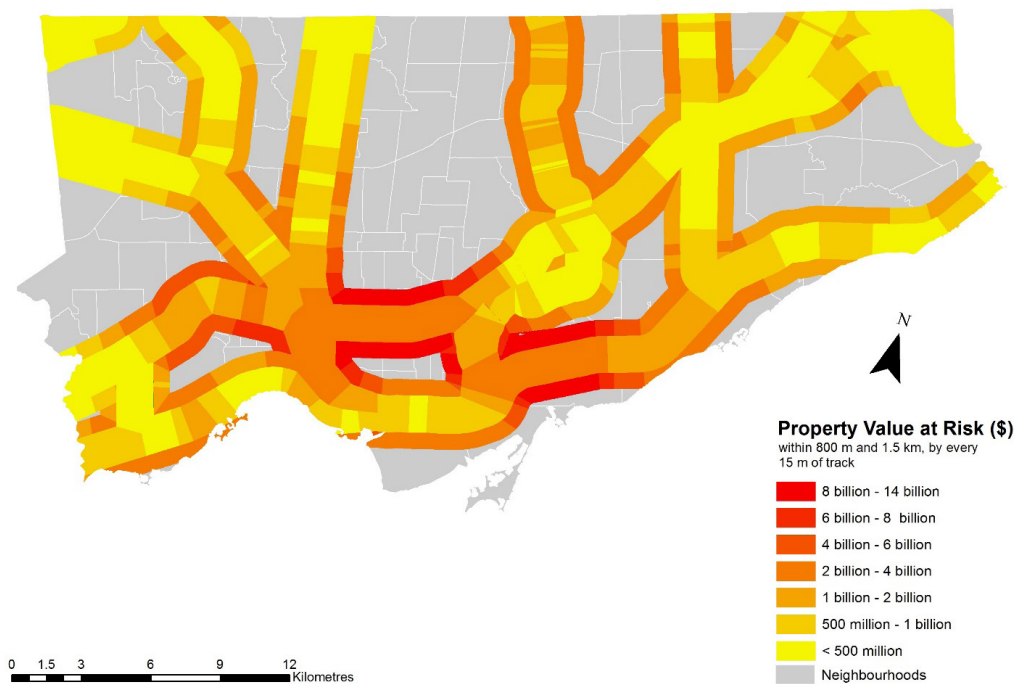 N
Property Value at Risk ($)
within 800 m and 1.5 km, by every
15 m of track
8 billion - 14 billion
6 billion - 8 billion
4 billion - 6 billion
2 billion - 4 billion
1 billion - 2 billion
500 million - 1 billion
< 500 million
Neighbourhoods
0 1.5 3 6 9 12
Kilometres